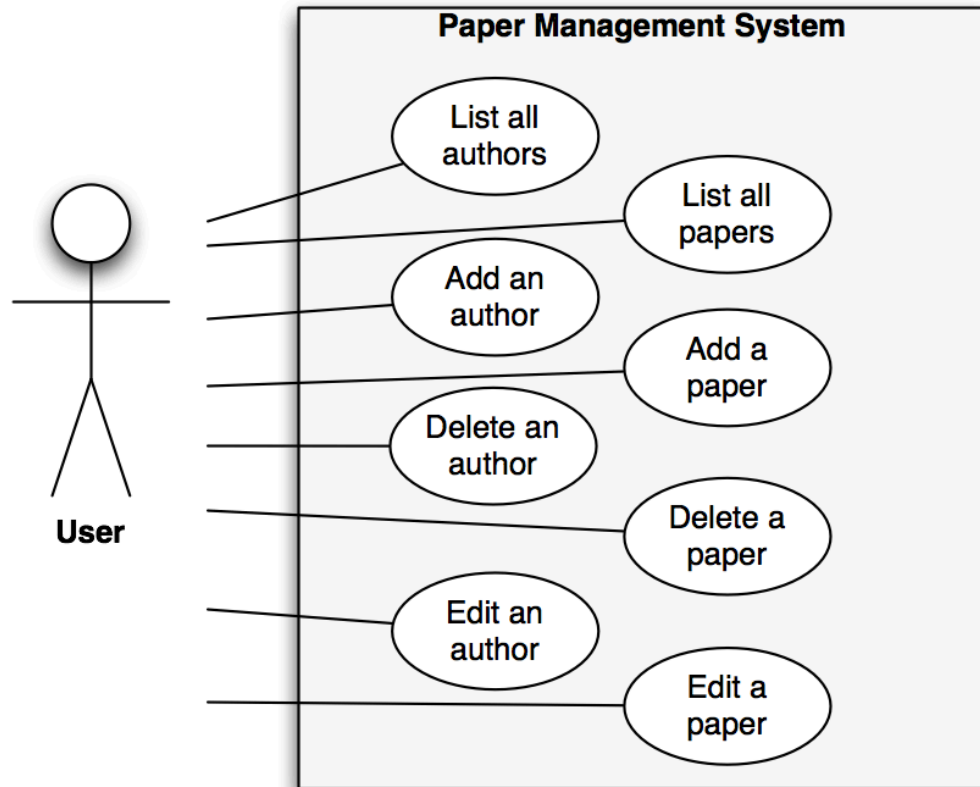 Paper Management System
List all
authors
List all
papers
Add an
author
Add a
paper
Delete an
author
Delete a
paper
Edit an
author
Edit a
paper
User